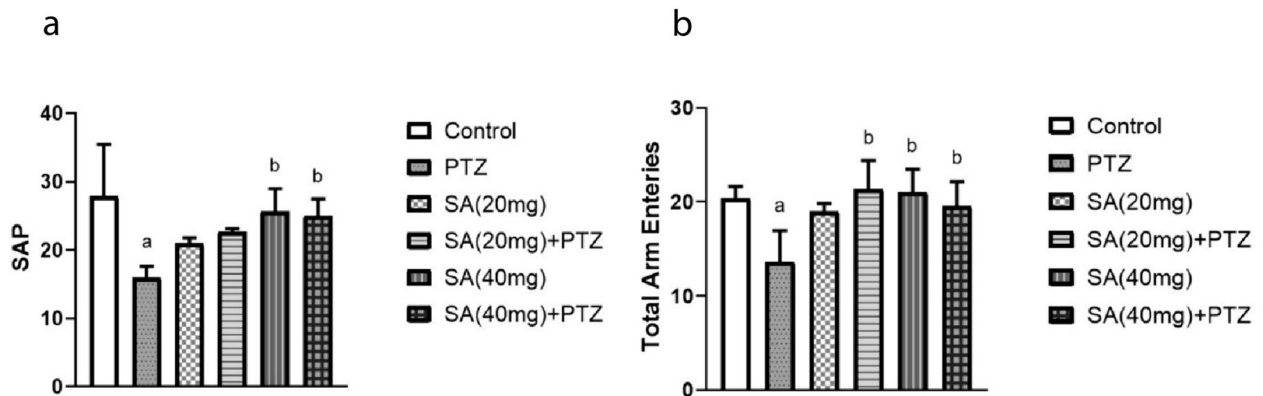 a
SAP
40
30
20
10
0
a
b
b
Control
PTZ
SA(20mg)
SA(20mg)+PTZ
SA(40mg)
SA(40mg)+PTZ
b
Total Arm Enteries
30
20
10
0
a
b
b
b
Control
PTZ
SA(20mg)
SA(20mg)+PTZ
SA(40mg)
SA(40mg)+PTZ